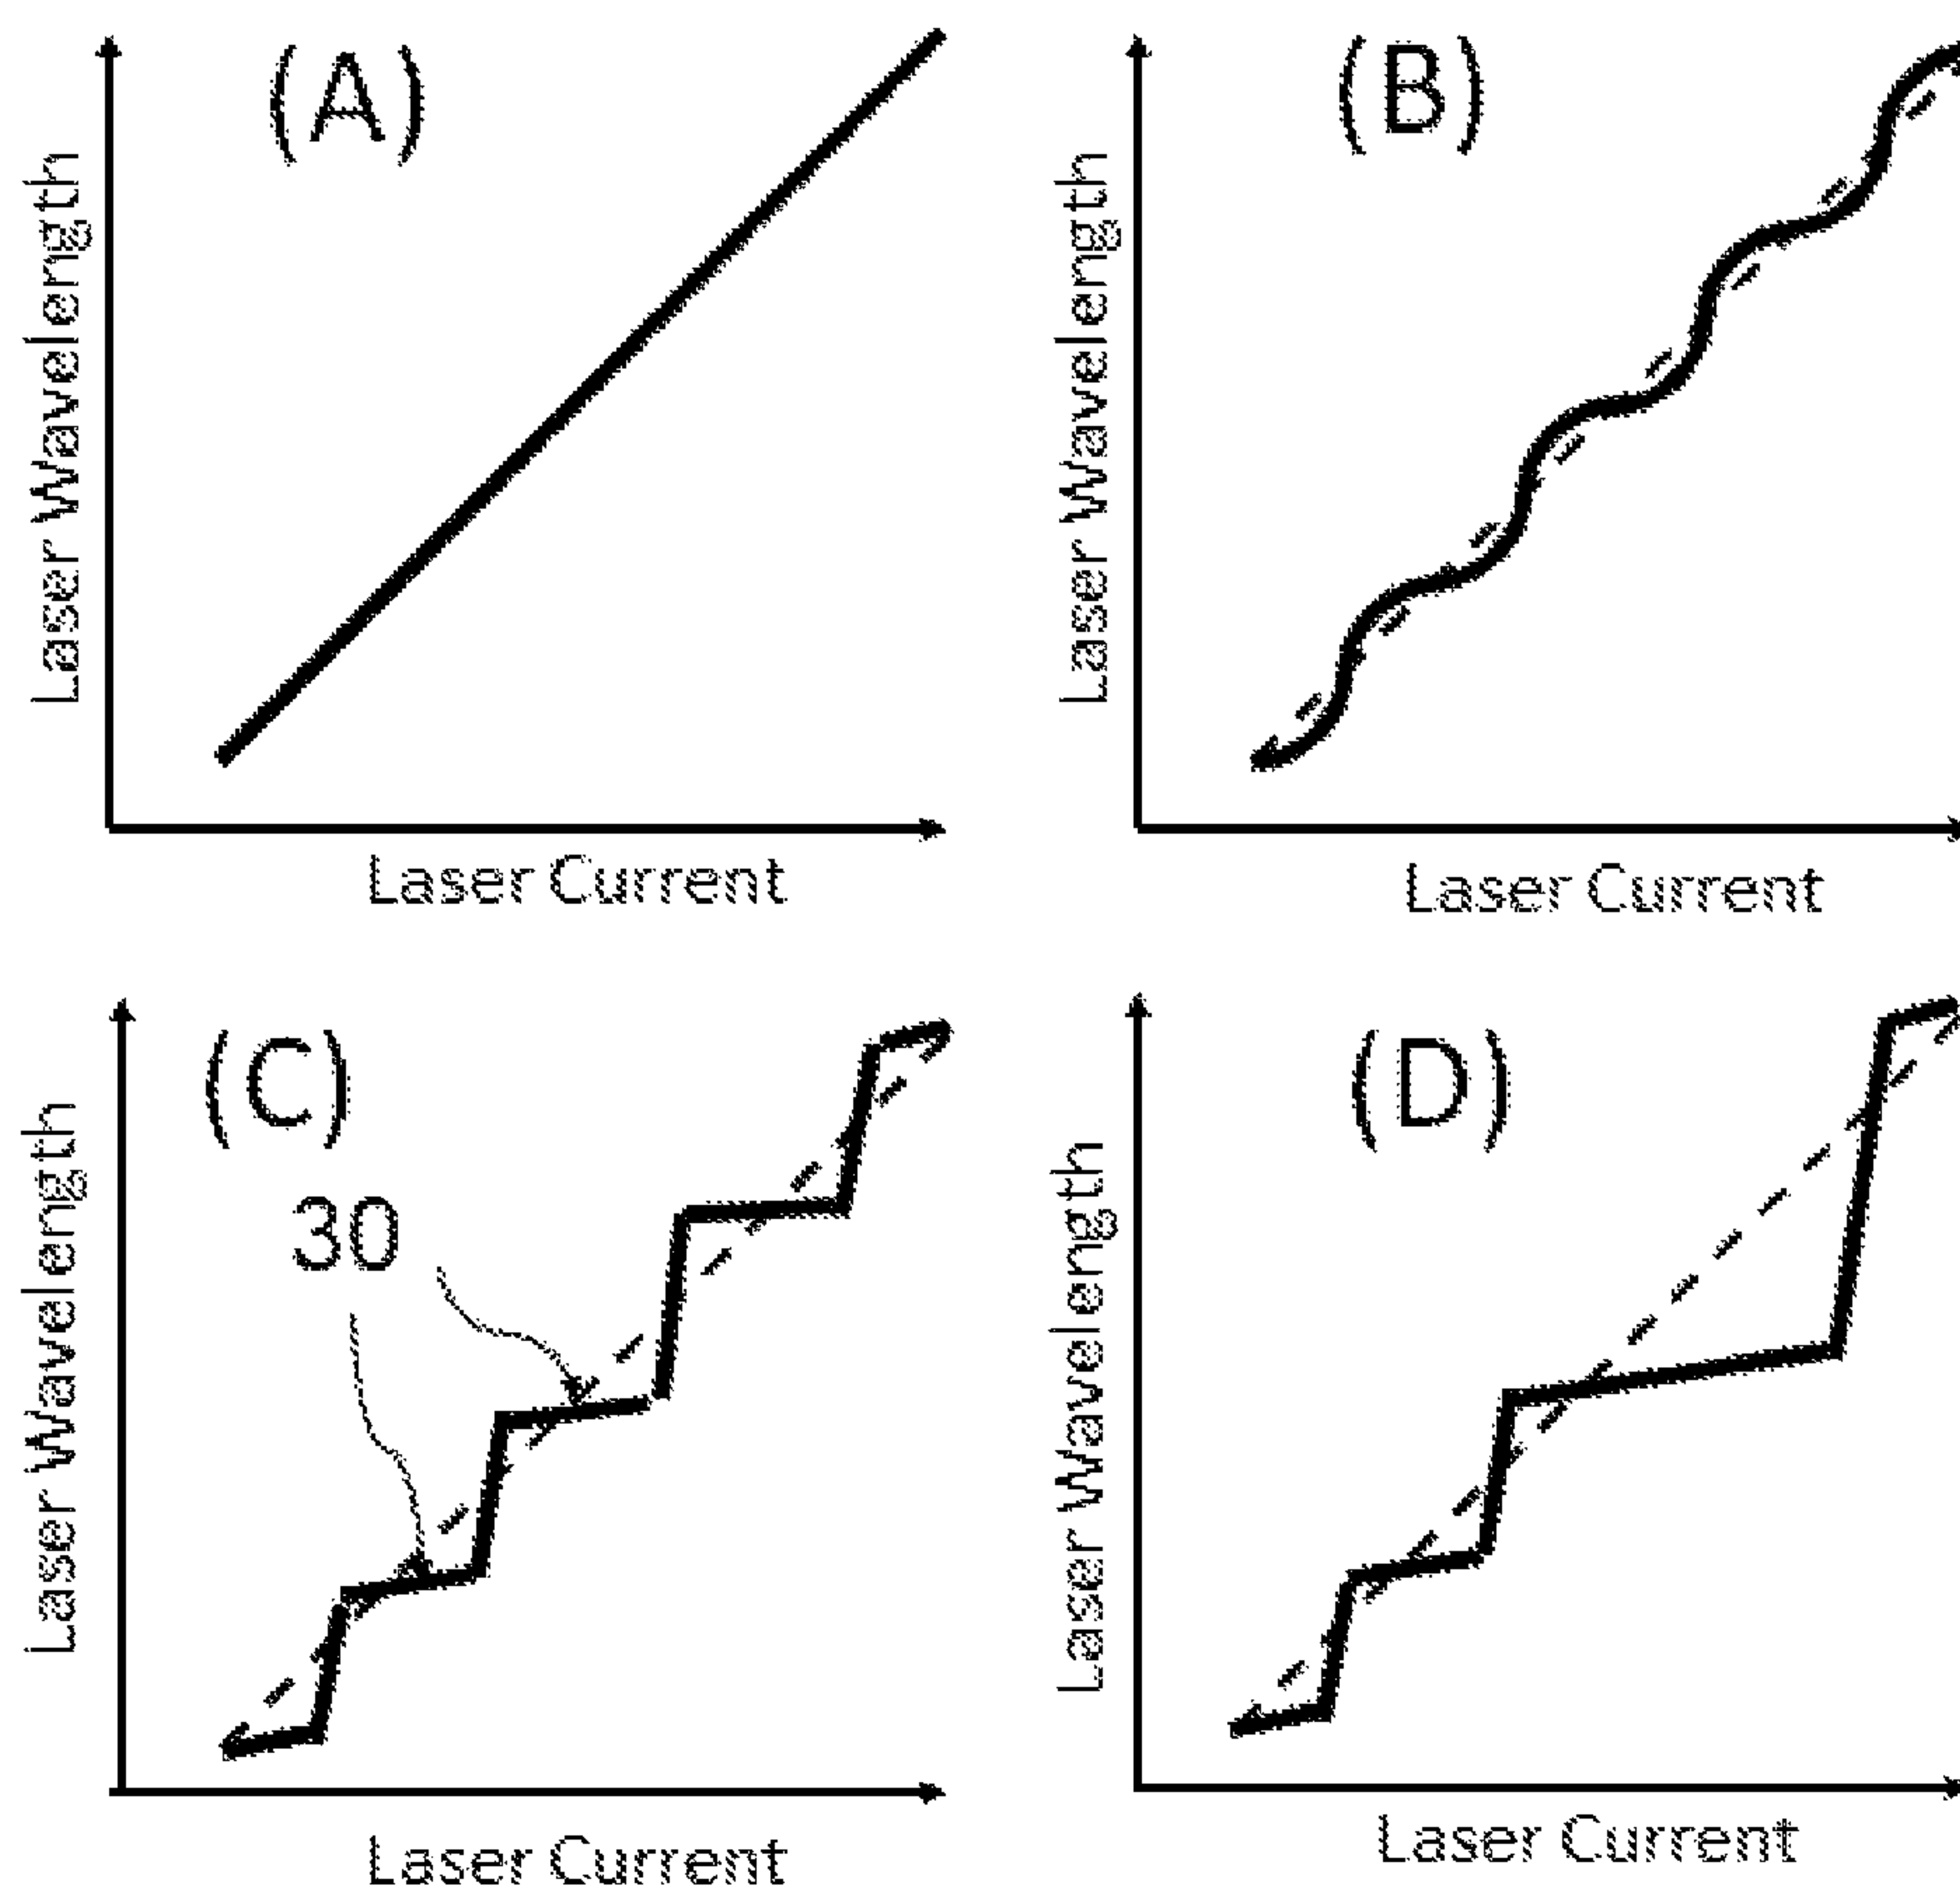 (A)
Laser Wavelength
Laser Current
(B)
Laser Wavelength
Laser Current
(C)
30
Laser Wavelength
Laser Current
(D)
Laser Wavelength
Laser Current